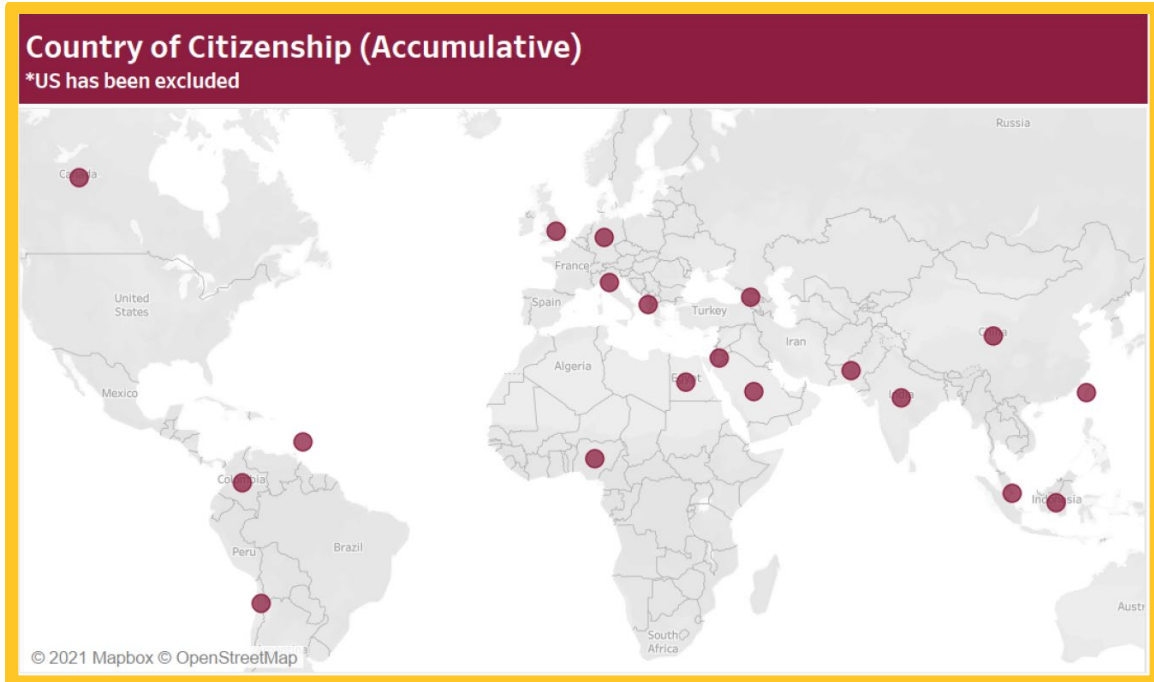 Country of Citizenship (Accumulative)
*US has been excluded
Russia
Canada
France
United
States
Spain
Turkey
Iran
China
Algeria
Egypt
India
Mexico
Colombia
Indonesia
Peru
Brazil
South
Africa
© 2021 Mapbox © OpenStreetMap